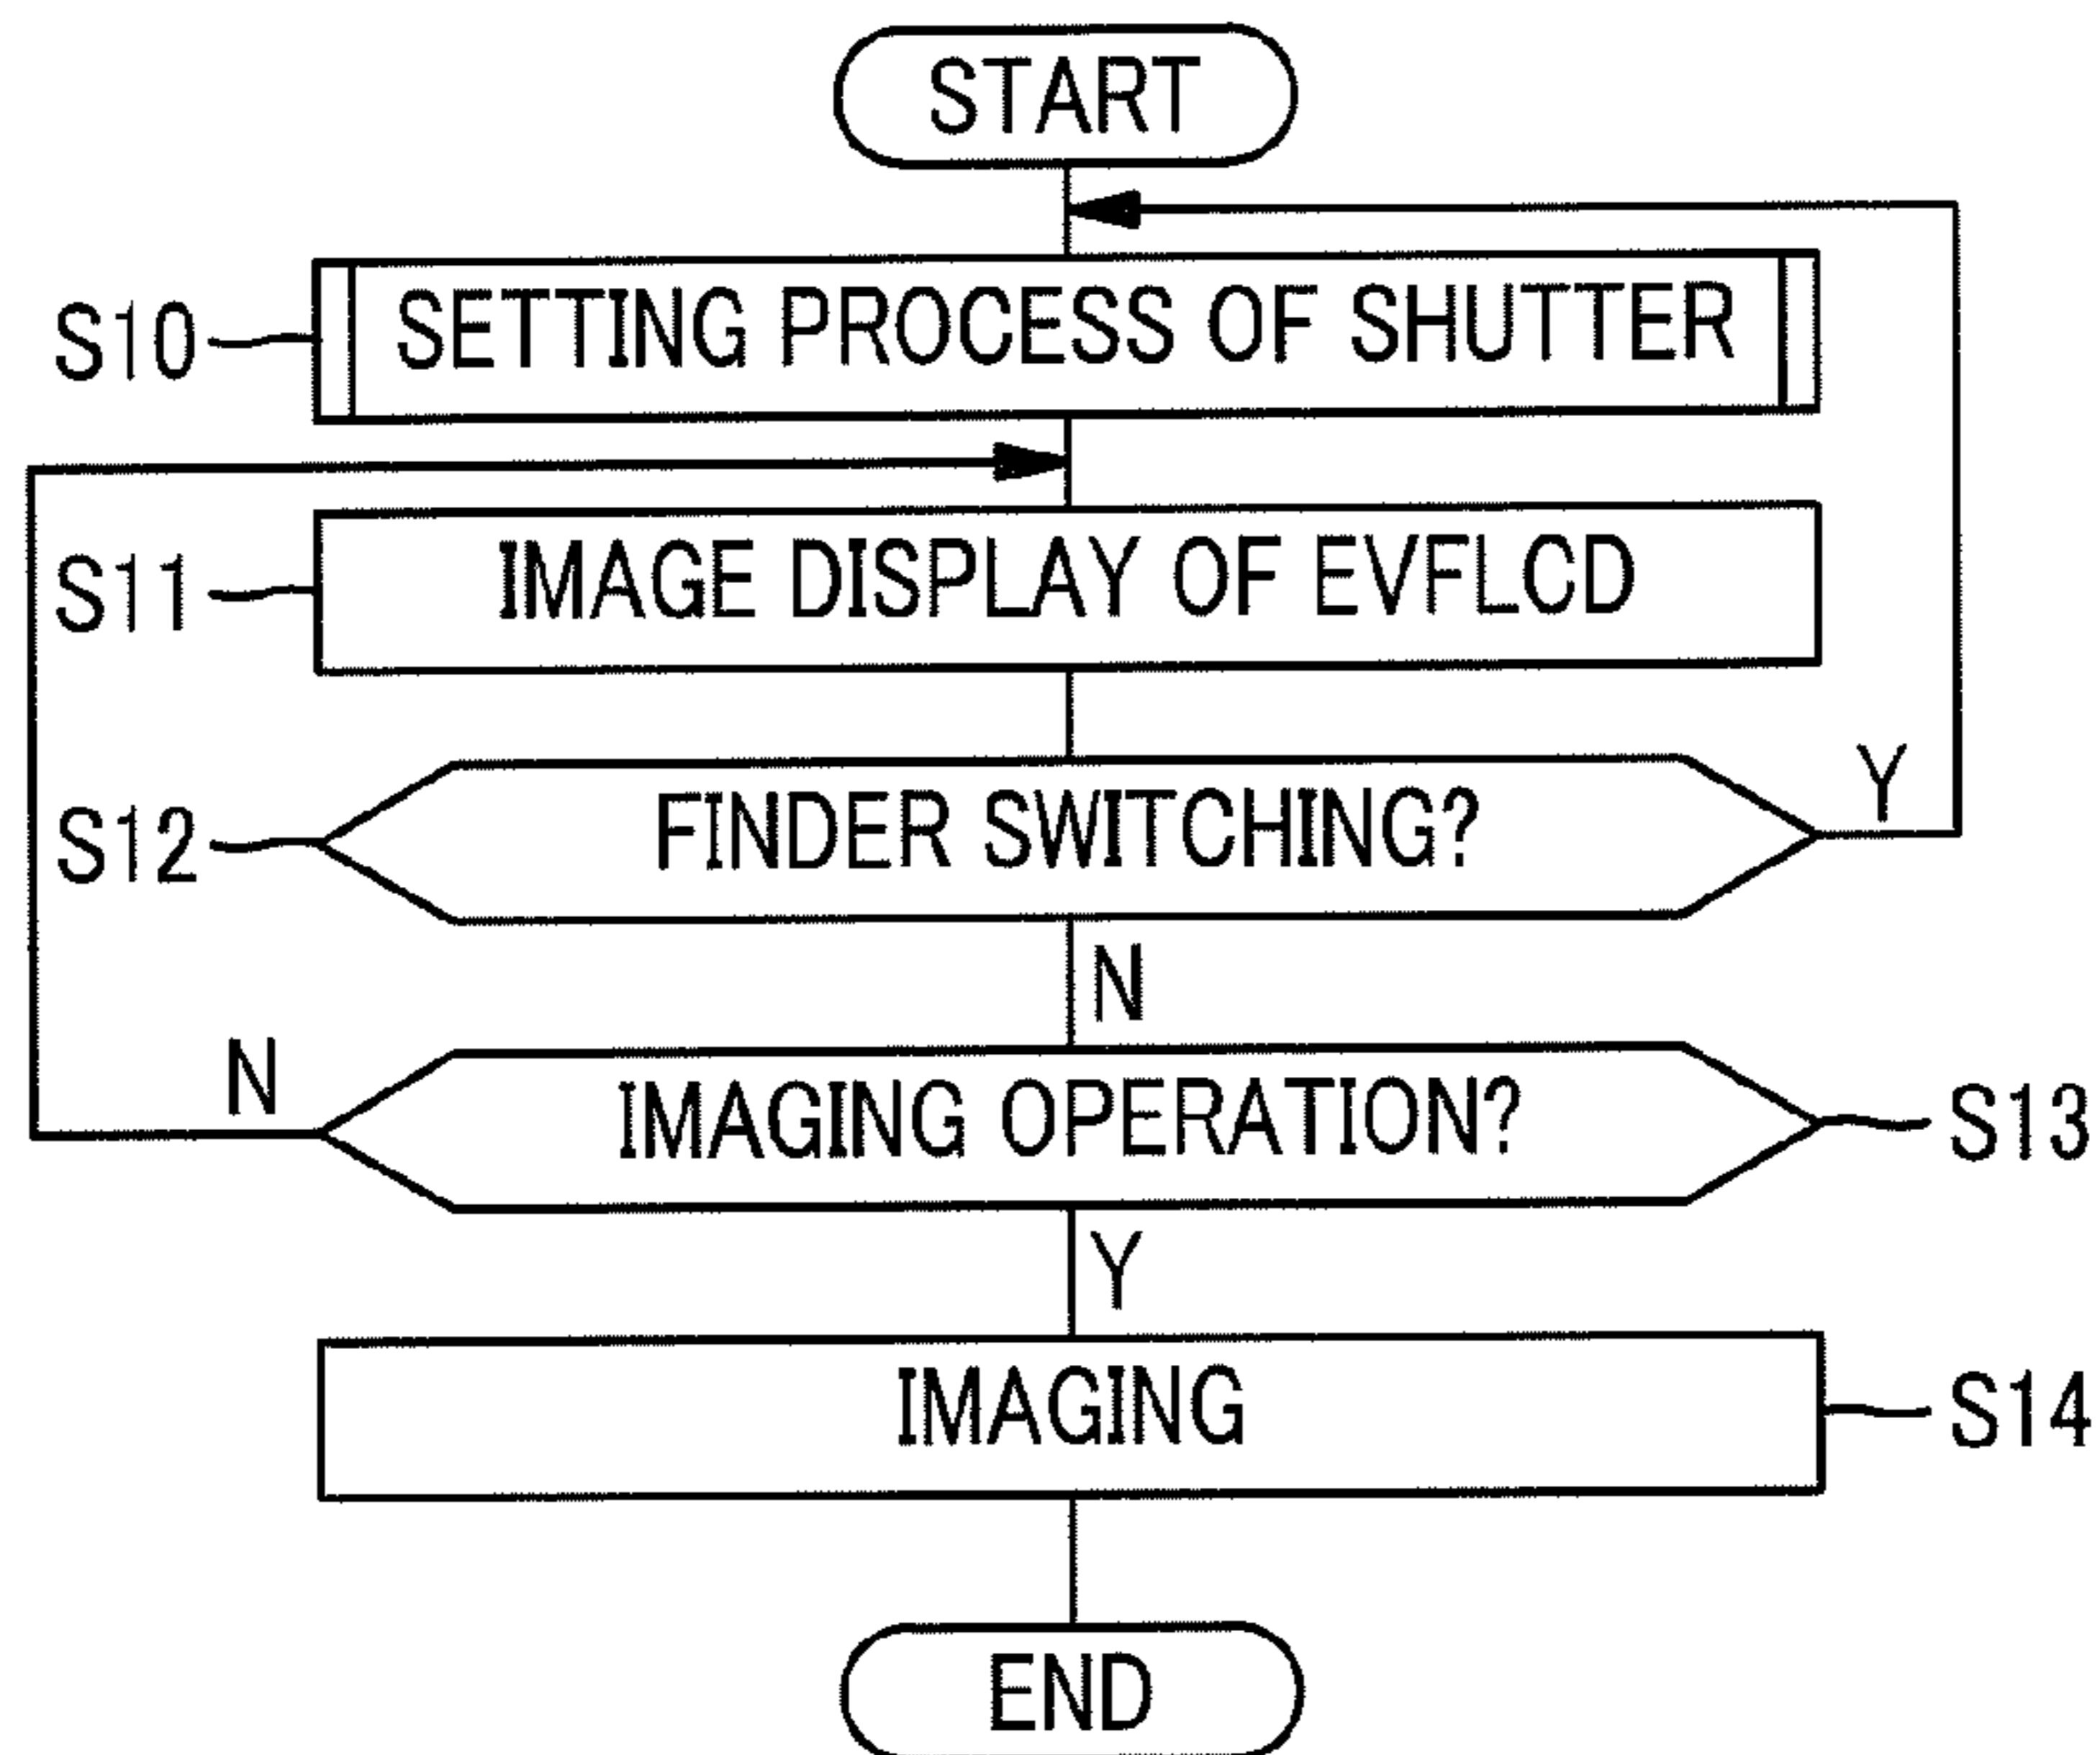 START
S10
SETTING PROCESS OF SHUTTER
S11
IMAGE DISPLAY OF EVFLCD
S12
FINDER SWITCHING?
Y
N
N
IMAGING OPERATION?
S13
Y
IMAGING
S14
END